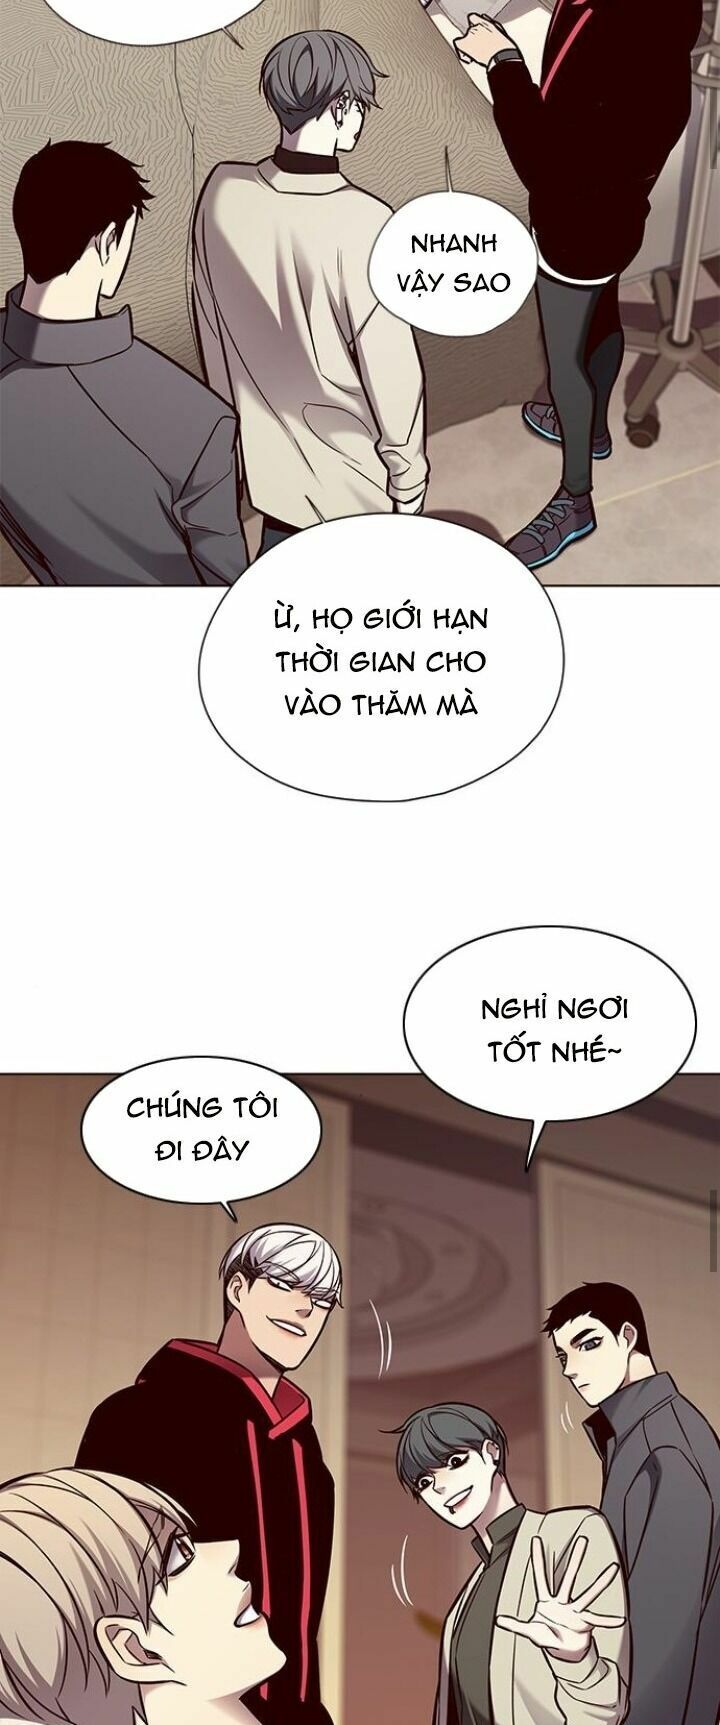 NHANH
VẬY SAO
Ừ, HỌ GIỚI HẠN
THỜI GIAN CHO
VÀO THĂM MÀ
NGHỈ NGƠI
TỐT NHÉ~
CHÚNG TÔI
ĐI ĐÂY